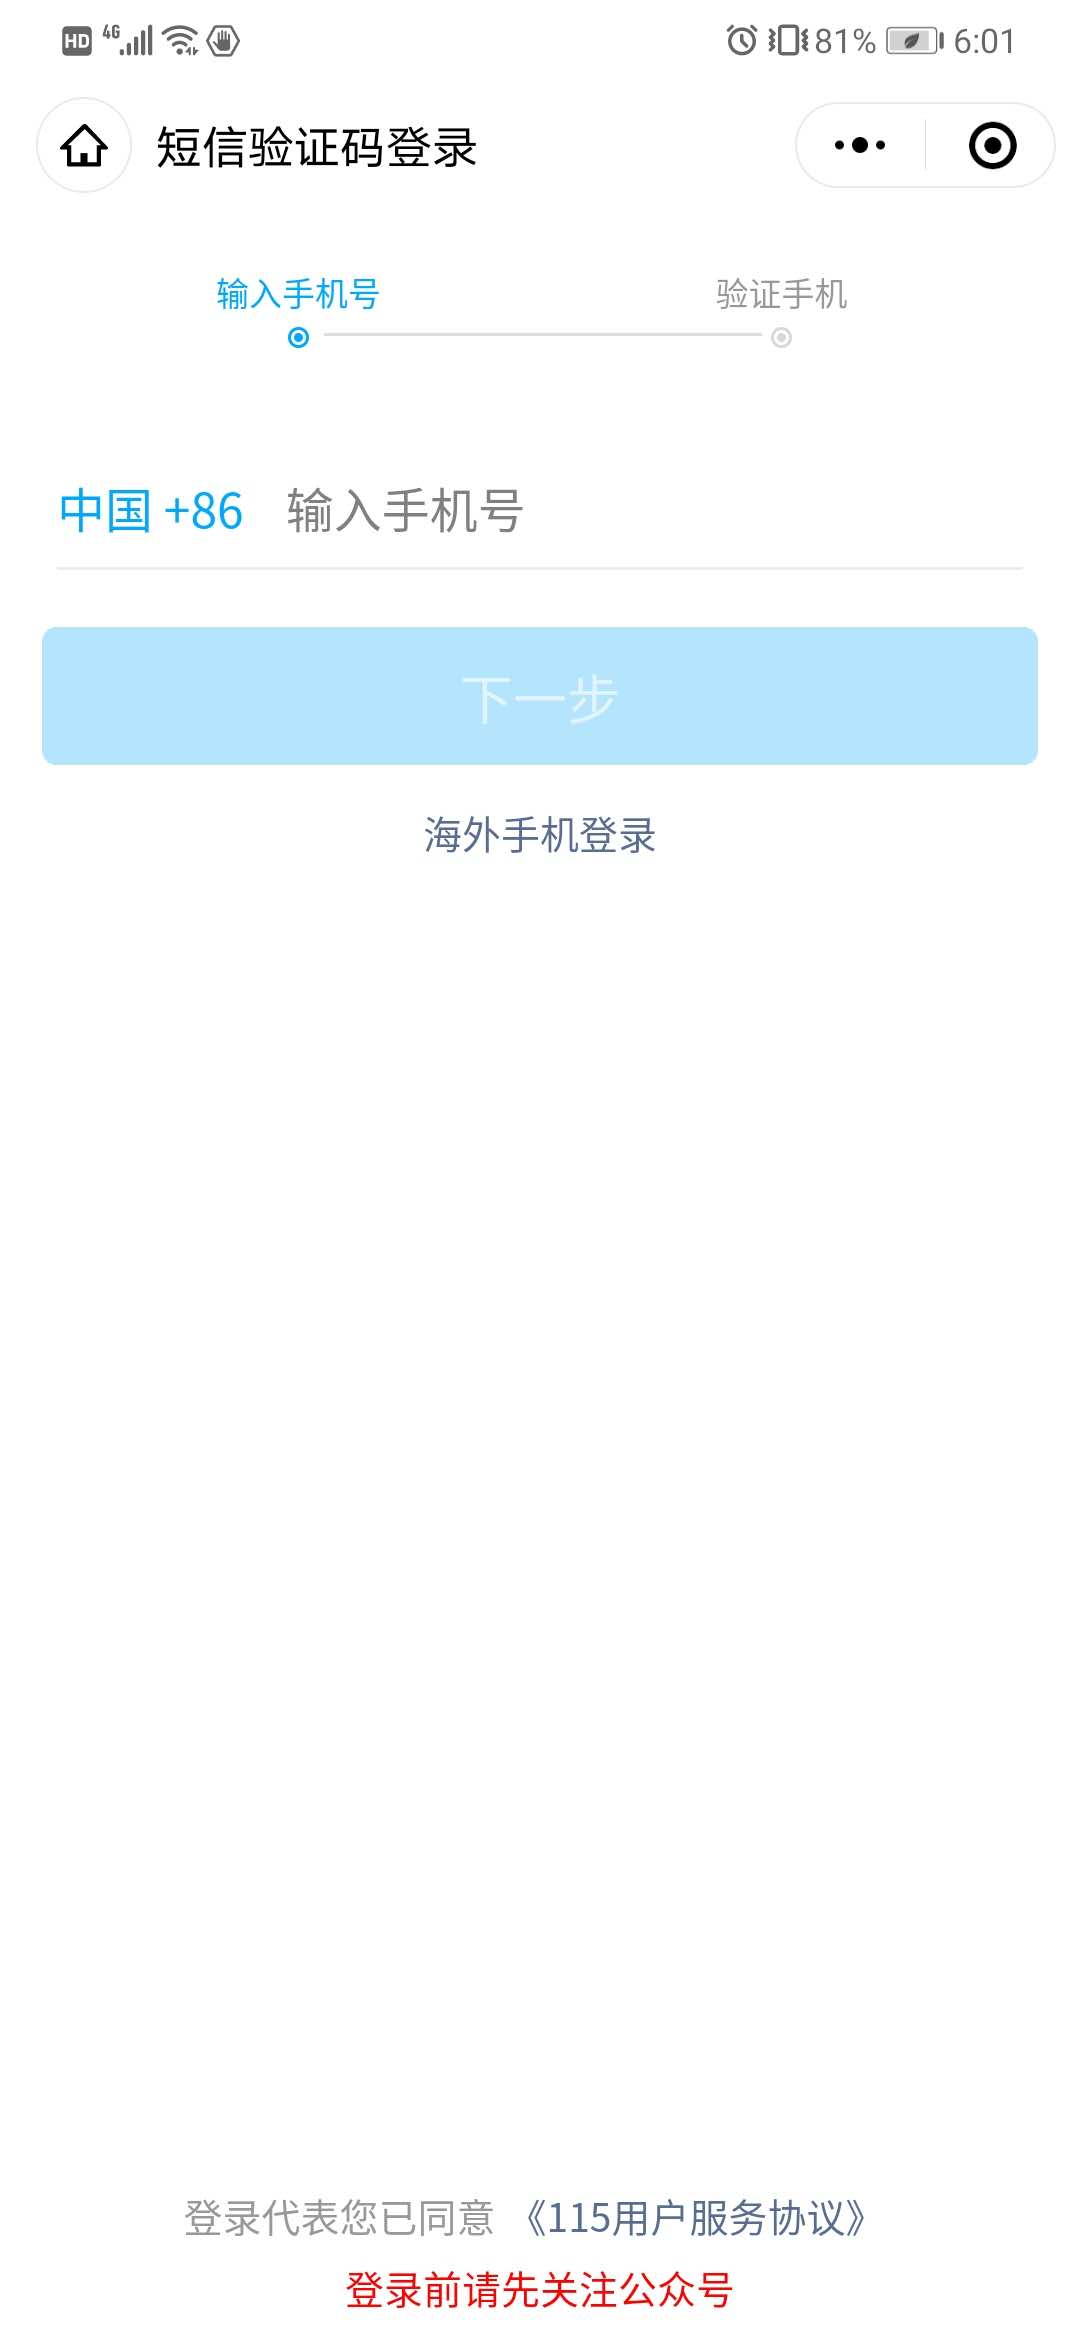 HD 4G 81% 6:01
短信验证码登录
输入手机号 验证手机
中国 +86 输入手机号
下一步
海外手机登录
登录代表您已同意 《115用户服务协议》
登录前请先关注公众号